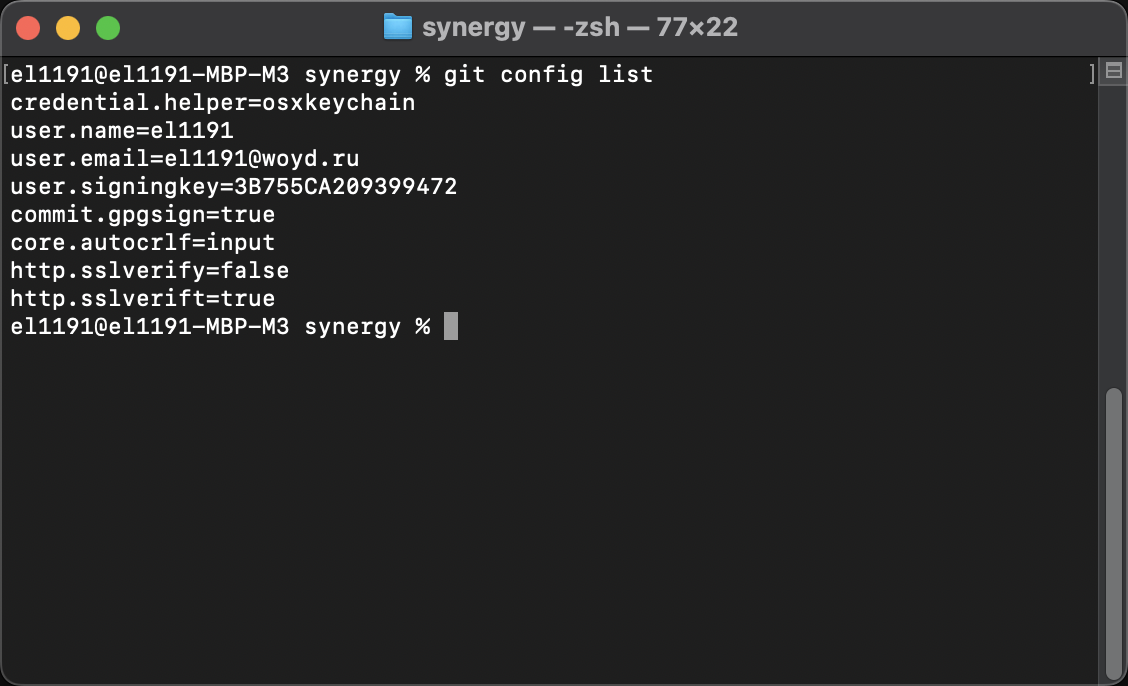 synergy — -zsh — 77×22
[el1191@el1191-MBP-M3 synergy % git config list ]
credential.helper=osxkeychain
user.name=el1191
user.email=el1191@woyd.ru
user.signingkey=3B755CA209399472
commit.gpgsign=true
core.autocrlf=input
http.sslverify=false
http.sslverift=true
el1191@el1191-MBP-M3 synergy %